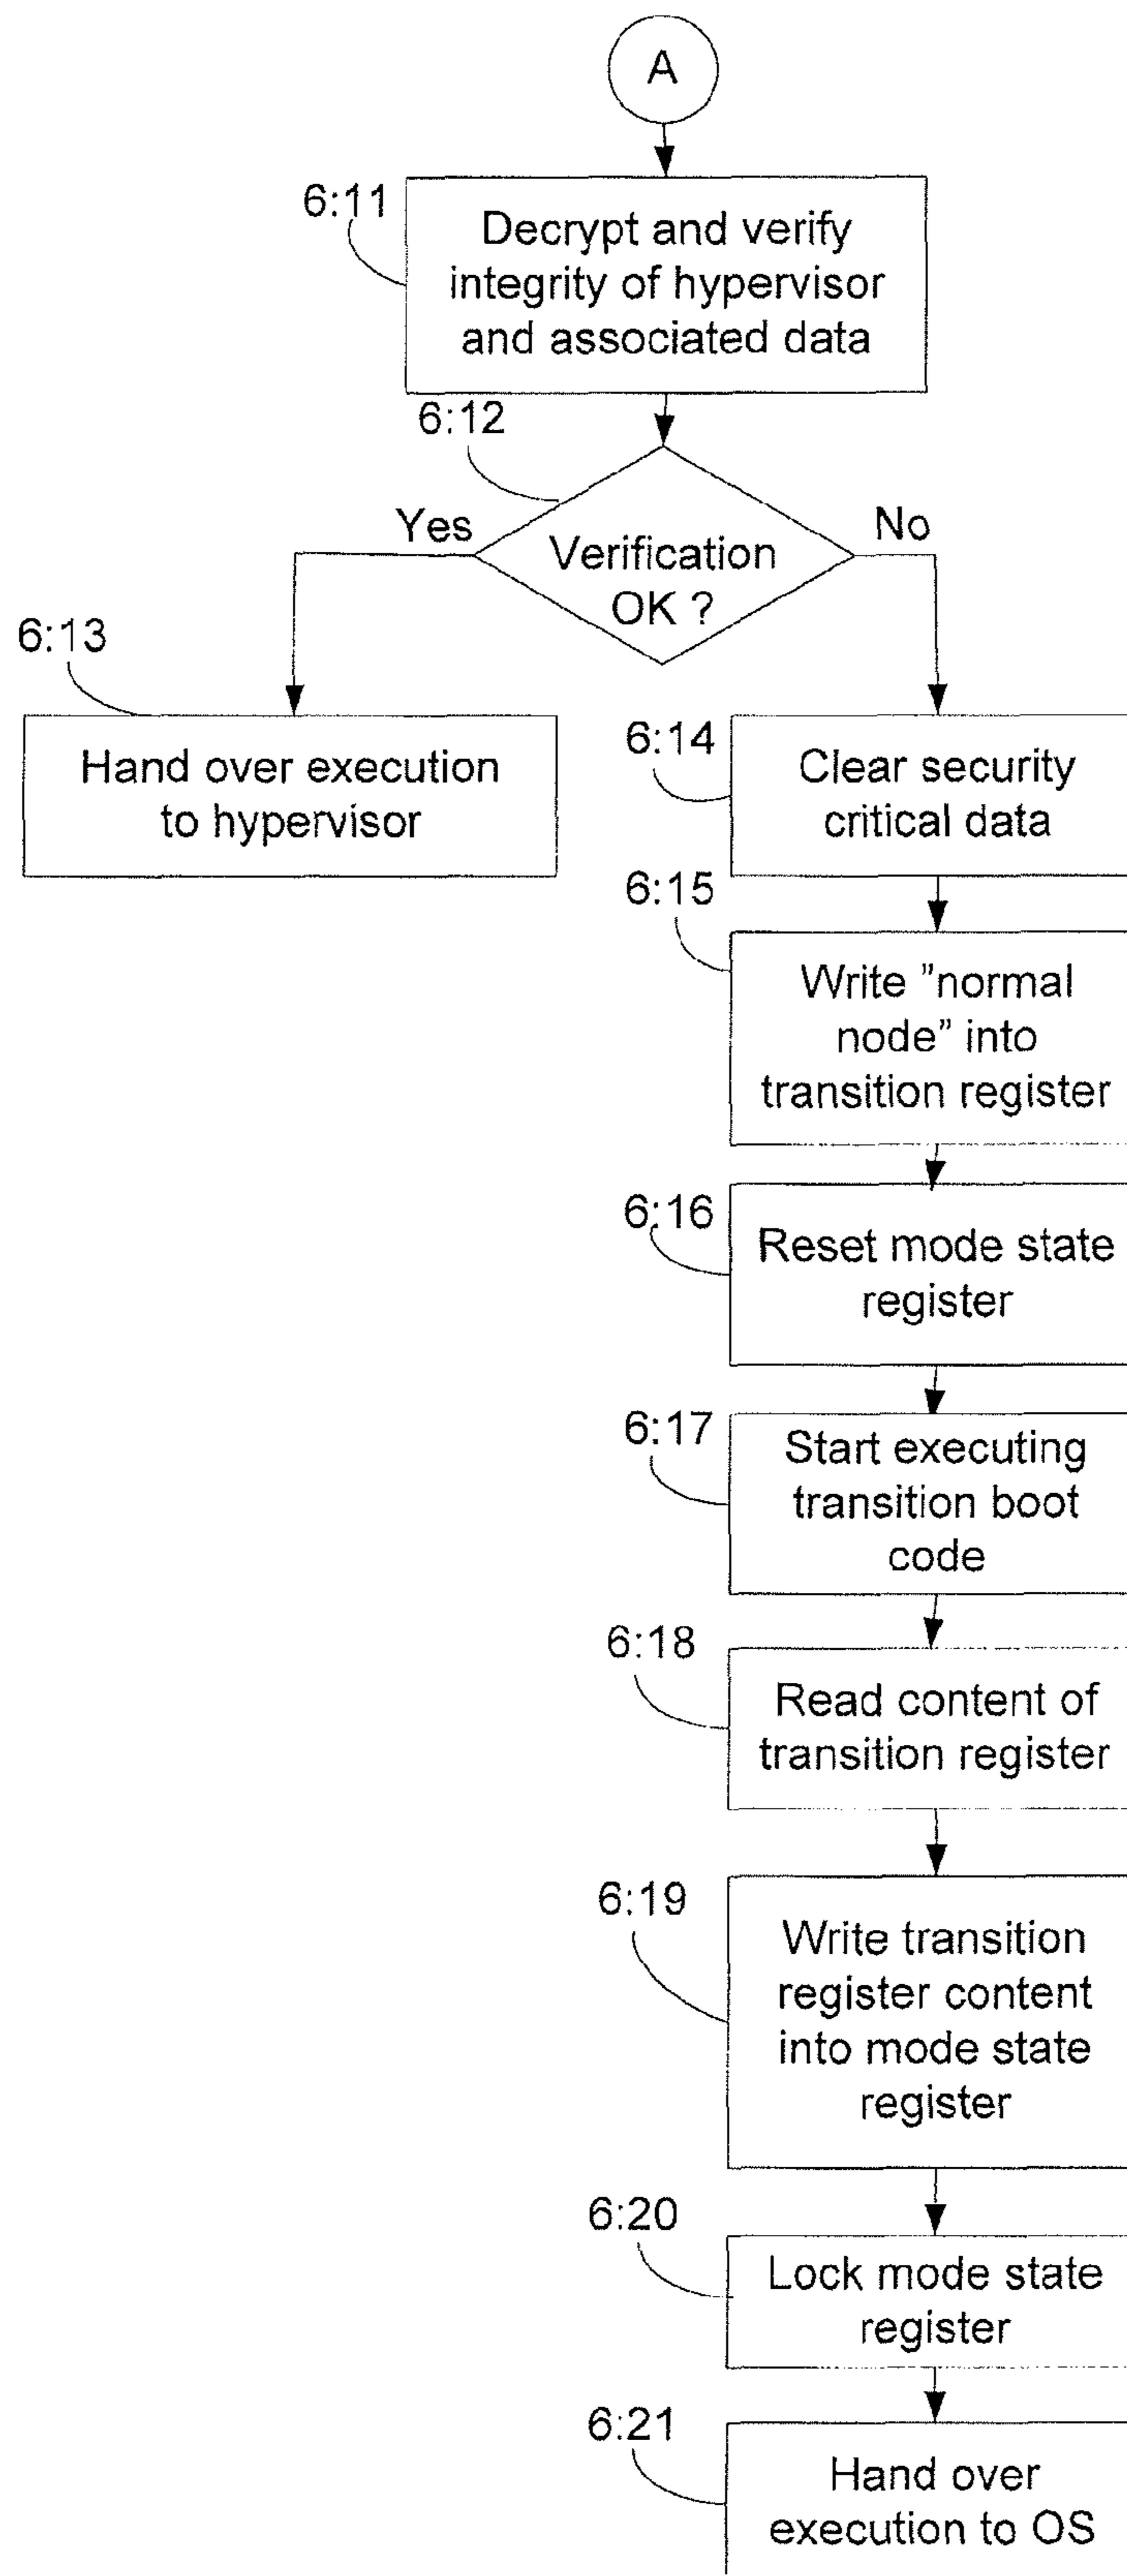 A
6:11
Decrypt and verify
integrity of hypervisor
and associated data
6:12
Yes
No
Verification
OK ?
6:13
Hand over execution
to hypervisor
6:14
Clear security
critical data
6:15
Write ”normal
node” into
transition register
6:16
Reset mode state
register
6:17
Start executing
transition boot
code
6:18
Read content of
transition register
6:19
Write transition
register content
into mode state
register
6:20
Lock mode state
register
6:21
Hand over
execution to OS